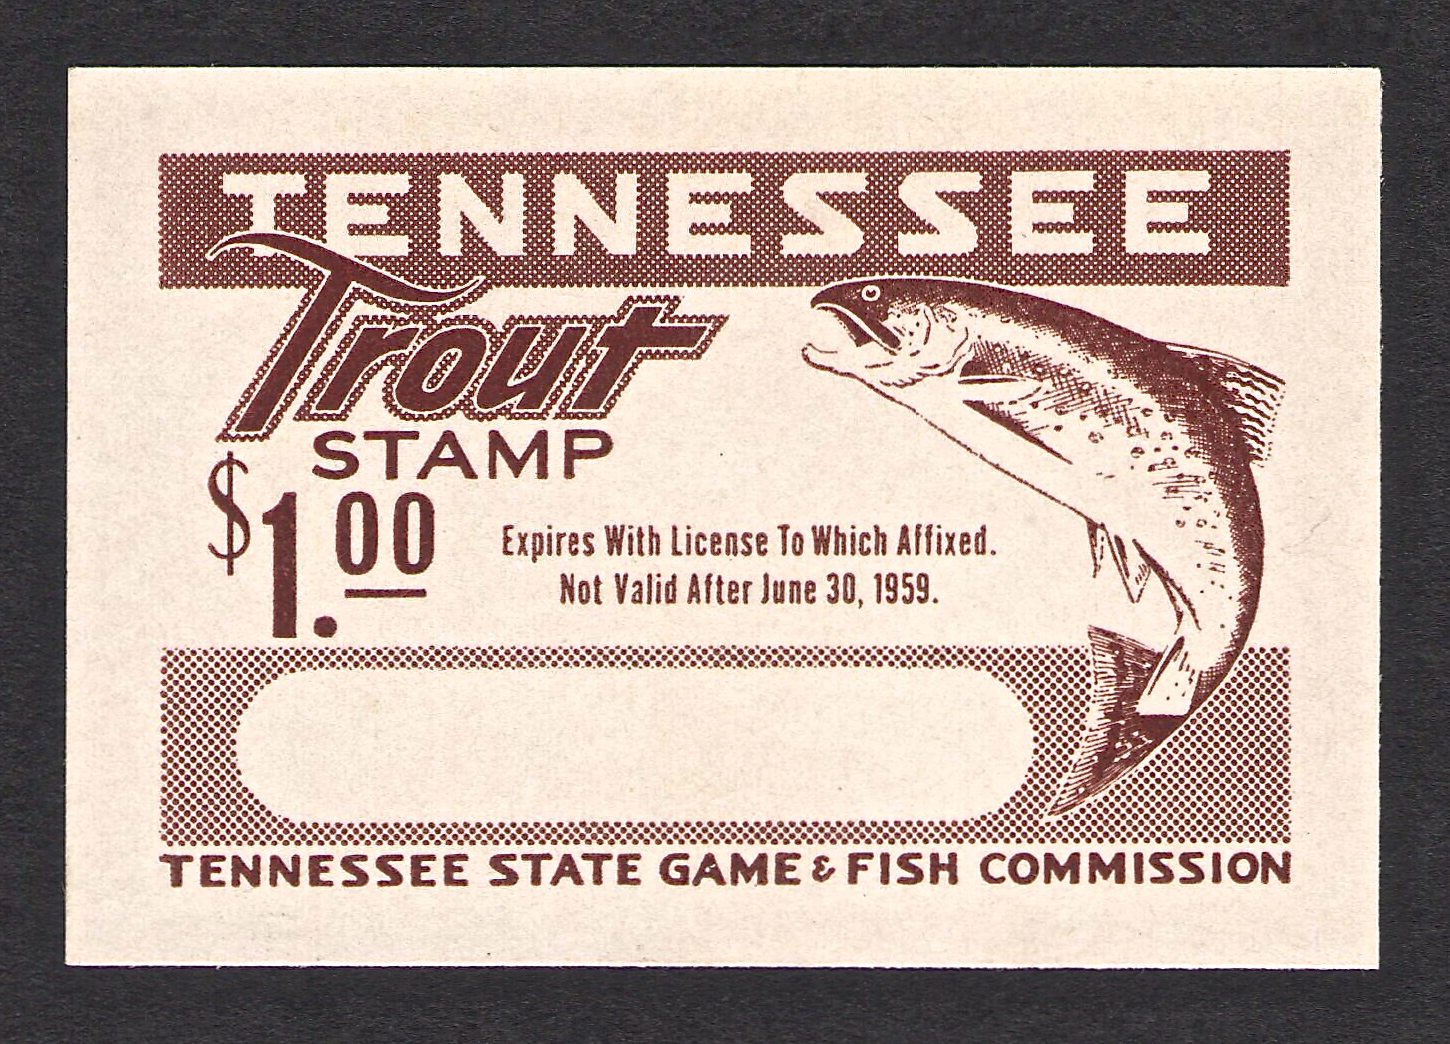 TENNESSEE
Trout
STAMP
$1.00
Expires With License To Which Affixed.
Not Valid After June 30, 1959.
TENNESSEE STATE GAME & FISH COMMISSION